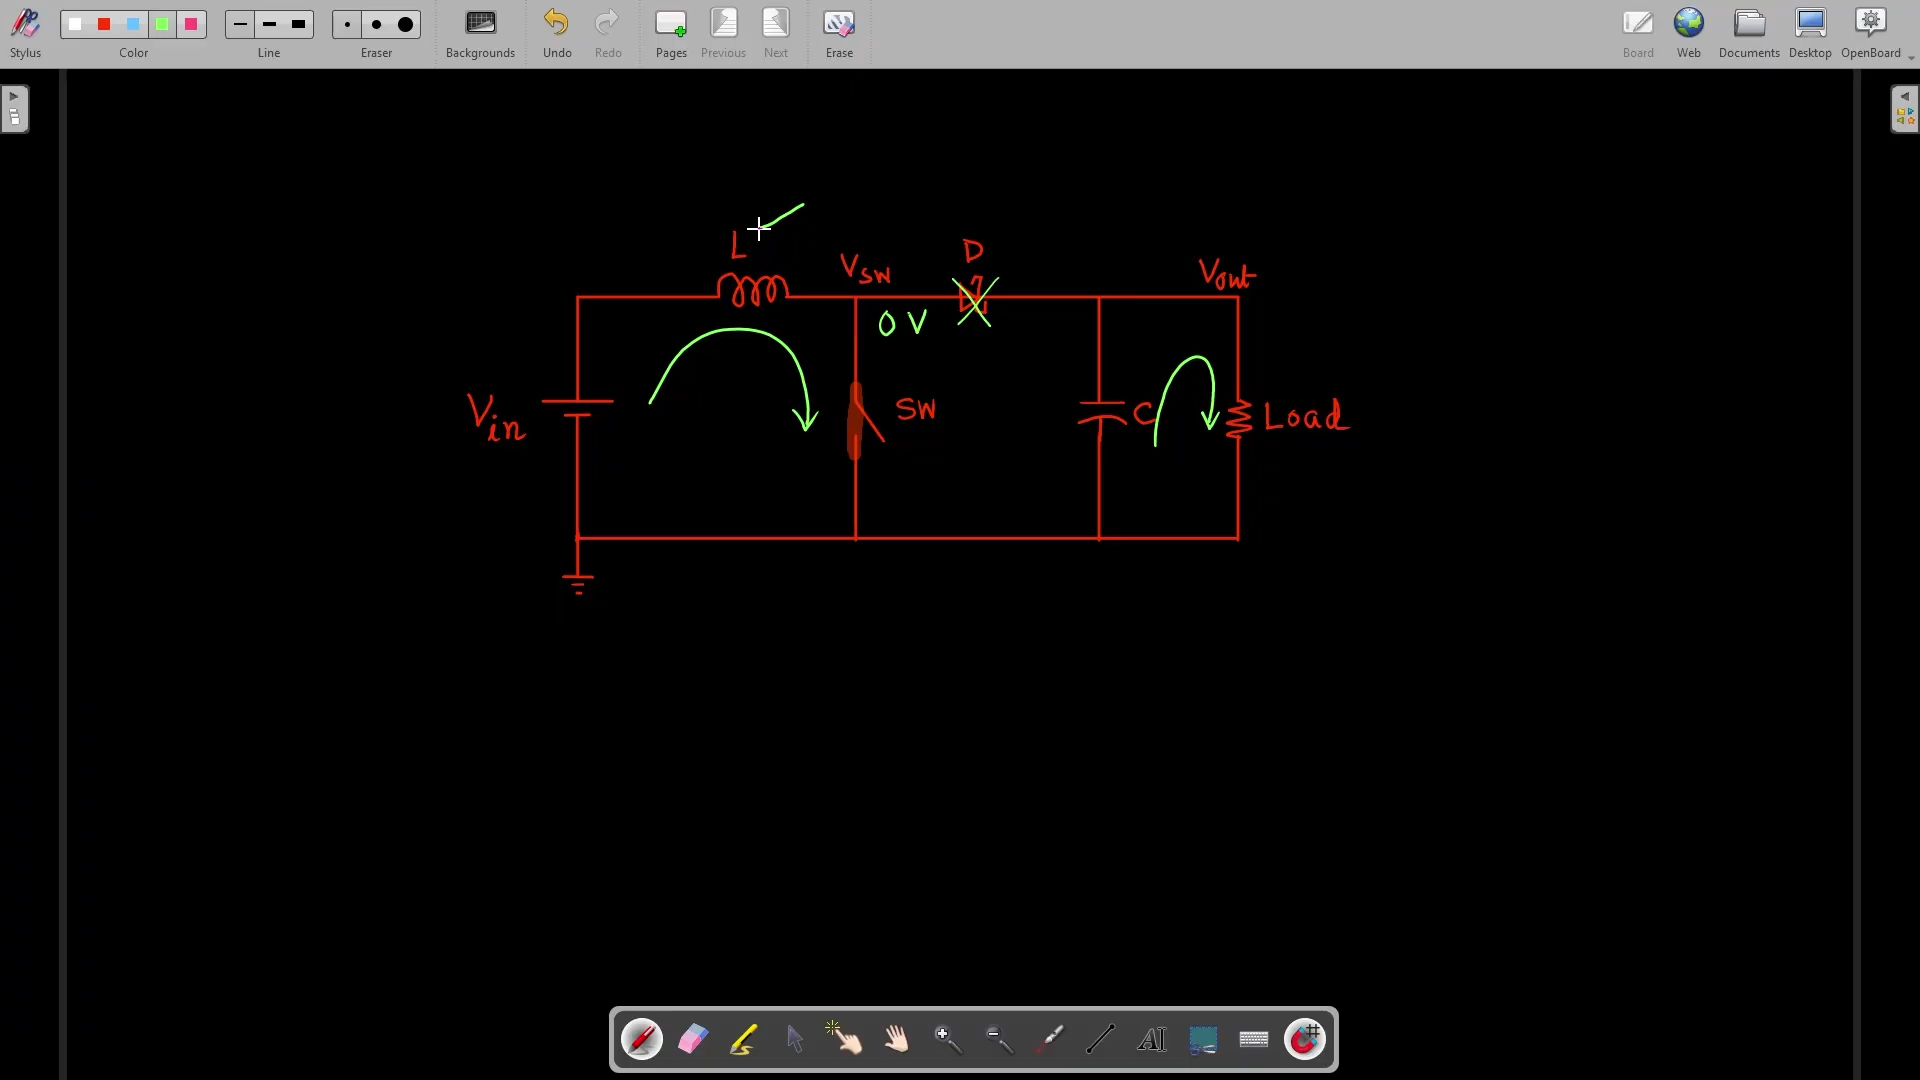 Stylus
Color
Line
Eraser
Backgrounds
Undo
Redo
Pages
Previous
Next
Erase
Board
Web
Documents
Desktop
OpenBoard
L
Vsw
D
Vout
0 V
Vin
SW
C
Load
AI